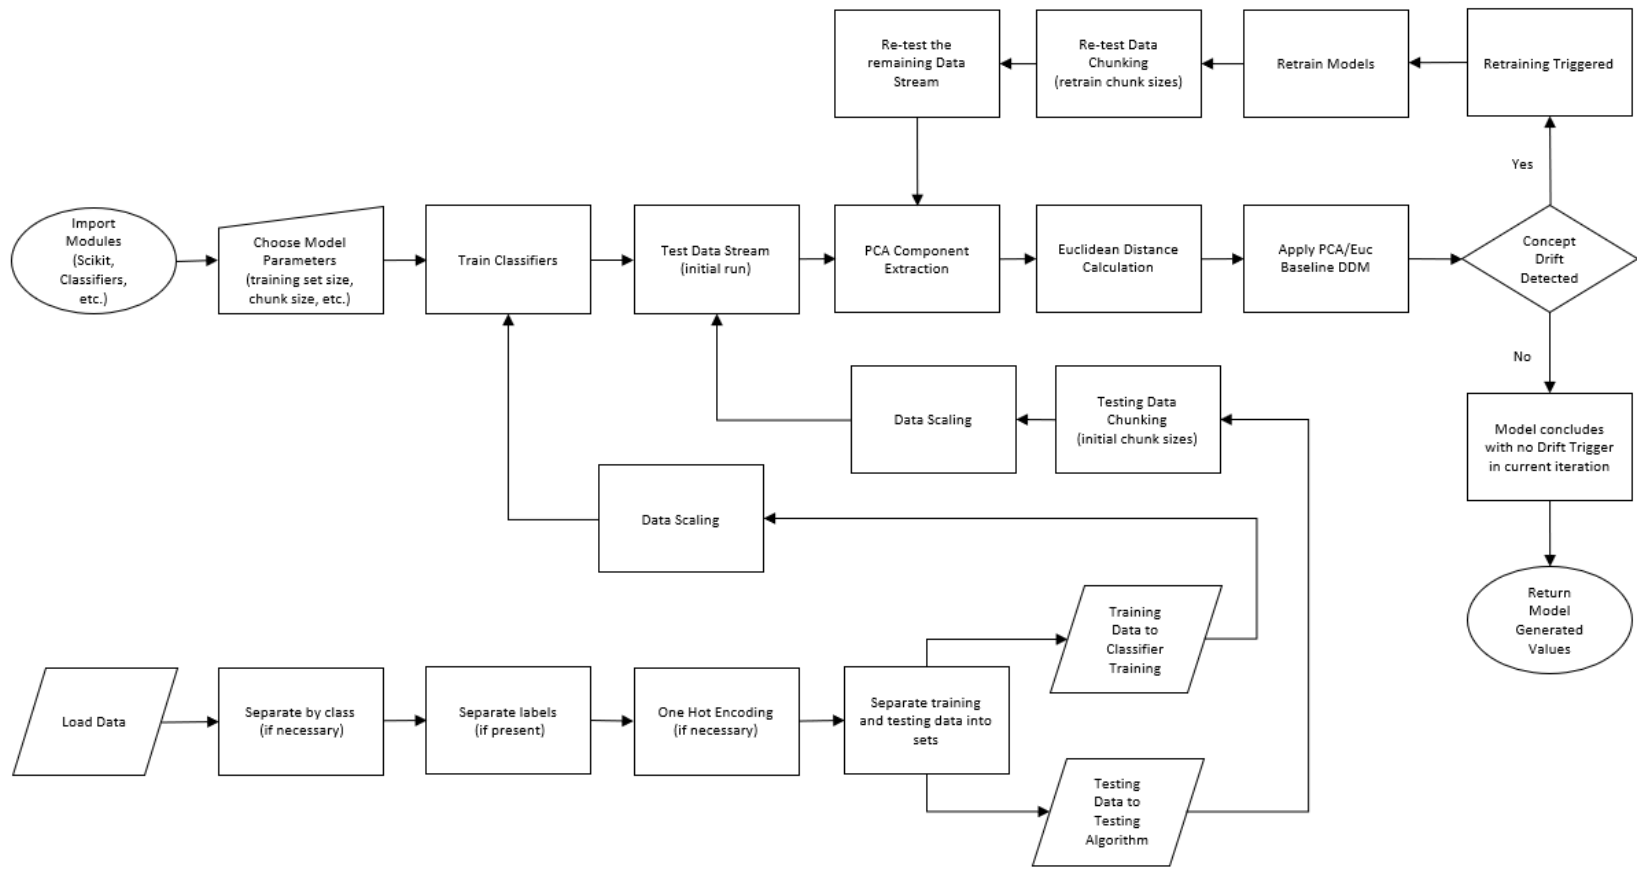 Re-test the
remaining Data
Stream
Re-test Data
Chunking
(retrain chunk sizes)
Retrain Models
Retraining Triggered
Yes
Import
Modules
(Scikit,
Classifiers,
etc.)
Choose Model
Parameters
(training set size,
chunk size, etc.)
Train Classifiers
Test Data Stream
(initial run)
PCA Component
Extraction
Euclidean Distance
Calculation
Apply PCA/Euc
Baseline DDM
Concept
Drift
Detected
No
Data Scaling
Testing Data
Chunking
(initial chunk sizes)
Model concludes
with no Drift Trigger
in current iteration
Data Scaling
Training
Data to
Classifier
Training
Return
Model
Generated
Values
Load Data
Separate by class
(if necessary)
Separate labels
(if present)
One Hot Encoding
(if necessary)
Separate training
and testing data into
sets
Testing
Data to
Testing
Algorithm